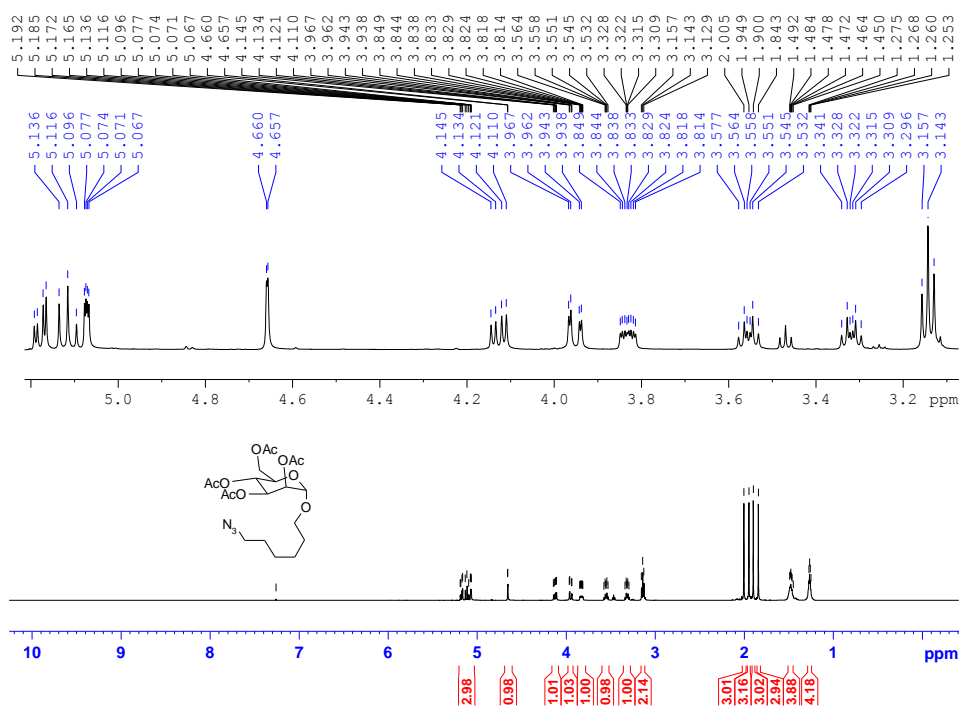 5.192 5.185 5.172 5.165 5.136 5.116 5.096 5.077 5.074 5.071 5.067 4.660 4.657 4.145 4.134 4.121 4.110 3.967 3.962 3.943 3.938 3.849 3.844 3.838 3.833 3.829 3.824 3.818 3.814 3.564 3.558 3.551 3.545 3.532 3.328 3.322 3.315 3.309 3.157 3.143 3.129 2.005 1.949 1.900 1.843 1.492 1.484 1.478 1.472 1.464 1.450 1.275 1.268 1.260 1.253
5.136 5.116 5.096 5.077 5.074 5.071 5.067 4.660 4.657 4.145 4.134 4.121 4.110 3.967 3.962 3.943 3.938 3.849 3.844 3.838 3.833 3.829 3.824 3.818 3.814 3.577 3.564 3.558 3.551 3.545 3.532 3.341 3.328 3.322 3.315 3.309 3.296 3.157 3.143
5.0 4.8 4.6 4.4 4.2 4.0 3.8 3.6 3.4 3.2 ppm
OAc
OAc
O
AcO
AcO
O
N3
10 9 8 7 6 5 4 3 2 1 ppm
2.98 0.98 1.01 1.03 1.00 0.98 1.00 2.14 3.01 3.16 3.02 2.94 3.88 4.18